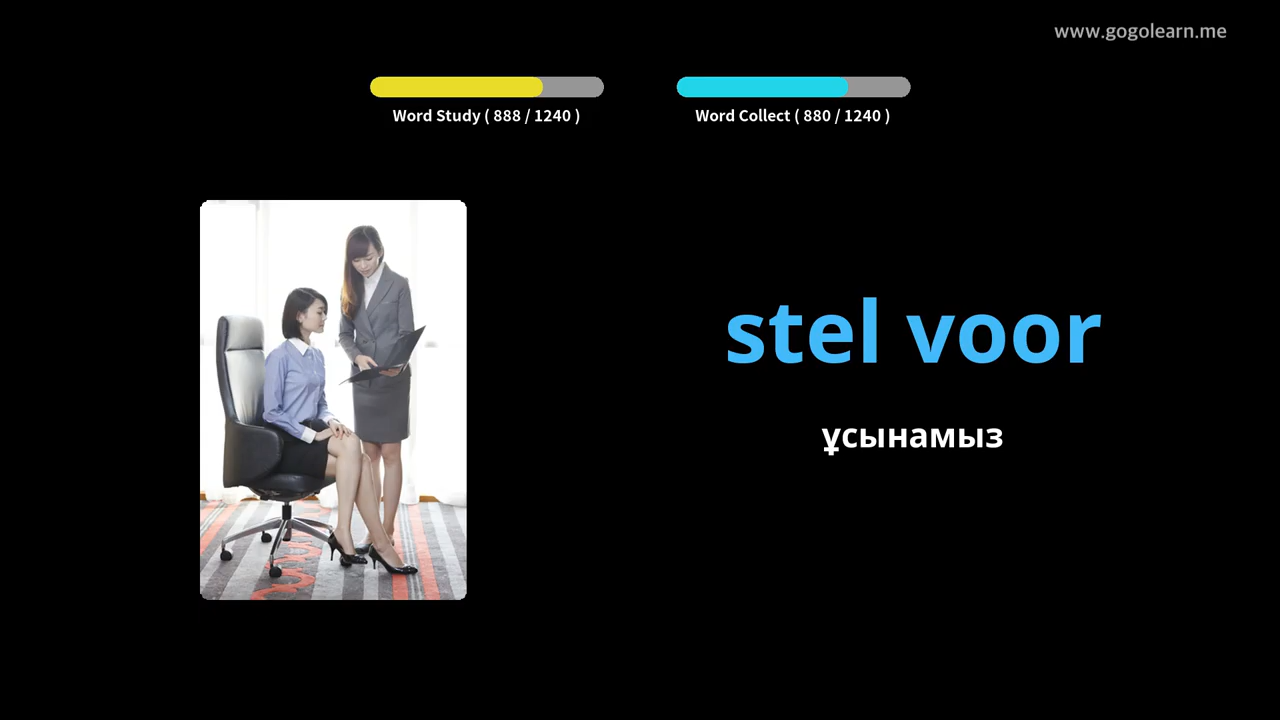 www.gogolearn.me
Word Study ( 888 / 1240 )
Word Collect ( 880 / 1240 )
stel voor
ұсынамыз